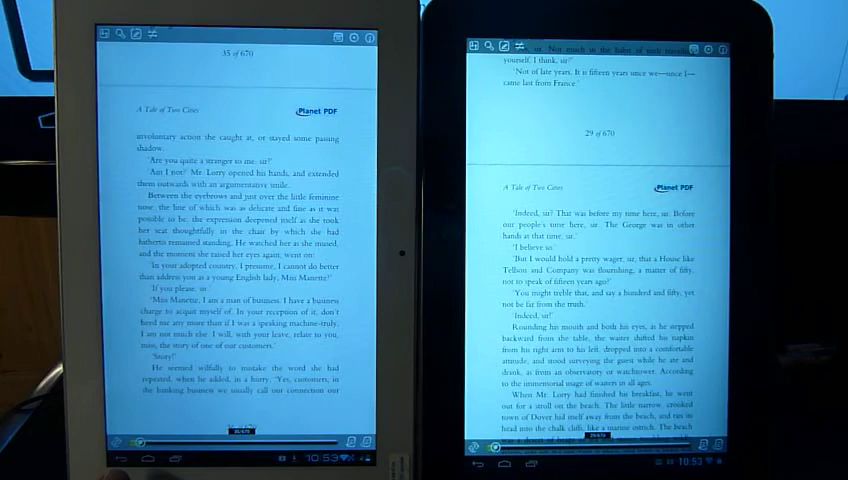 35 of 670
A Tale of Two Cities
Planet PDF
involuntary action she caught at, or stayed some passing
shadow.
'Are you quite a stranger to me, sir?'
'Am I not?' Mr. Lorry opened his hands, and extended
them outwards with an argumentative smile.
Between the eyebrows and just over the little feminine
nose, the line of which was as delicate and fine as it was
possible to be, the expression deepened itself as she took
her seat thoughtfully in the chair by which she had
hitherto remained standing. He watched her as she mused,
and the moment she raised her eyes again, went on:
'In your adopted country, I presume, I cannot do better
than address you as a young English lady, Miss Manette?'
'If you please, sir.'
'Miss Manette, I am a man of business. I have a business
charge to acquit myself of. In your reception of it, don't
heed me any more than if I was a speaking machine-truly,
I am not much else. I will, with your leave, relate to you,
miss, the story of one of our customers.'
'Story!'
He seemed wilfully to mistake the word she had
repeated, when he added, in a hurry, 'Yes, customers; in
the banking business we usually call our connection our
35/670
10:53
sir. Not much in the habit of such travelling
yourself, I think, sir?'
'Not of late years. It is fifteen years since we—since I—
came last from France.'
29 of 670
A Tale of Two Cities
Planet PDF
'Indeed, sir? That was before my time here, sir. Before
our people's time here, sir. The George was in other
hands at that time, sir.'
'I believe so.'
'But I would hold a pretty wager, sir, that a House like
Tellson and Company was flourishing, a matter of fifty,
not to speak of fifteen years ago?'
'You might treble that, and say a hundred and fifty, yet
not be far from the truth.'
'Indeed, sir!'
Rounding his mouth and both his eyes, as he stepped
backward from the table, the waiter shifted his napkin
from his right arm to his left, dropped into a comfortable
attitude, and stood surveying the guest while he ate and
drank, as from an observatory or watchtower. According
to the immemorial usage of waiters in all ages.
When Mr. Lorry had finished his breakfast, he went
out for a stroll on the beach. The little narrow, crooked
town of Dover hid itself away from the beach, and ran its
head into the chalk cliffs, like a marine ostrich. The beach
was a desert of heaps
29/670
10:53